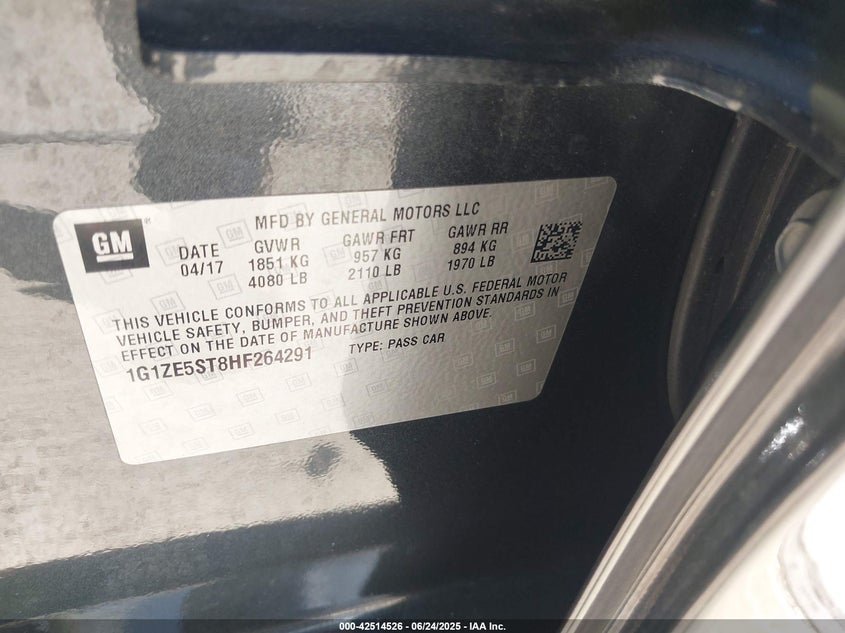 GM
®
MFD BY GENERAL MOTORS LLC
DATE GVWR GAWR FRT GAWR RR
04/17 1851 KG 957 KG 894 KG
4080 LB 2110 LB 1970 LB
THIS VEHICLE CONFORMS TO ALL APPLICABLE U.S. FEDERAL MOTOR
VEHICLE SAFETY, BUMPER, AND THEFT PREVENTION STANDARDS IN
EFFECT ON THE DATE OF MANUFACTURE SHOWN ABOVE.
1G1ZE5ST8HF264291 TYPE: PASS CAR
000-42514526 - 06/24/2025 - IAA Inc.